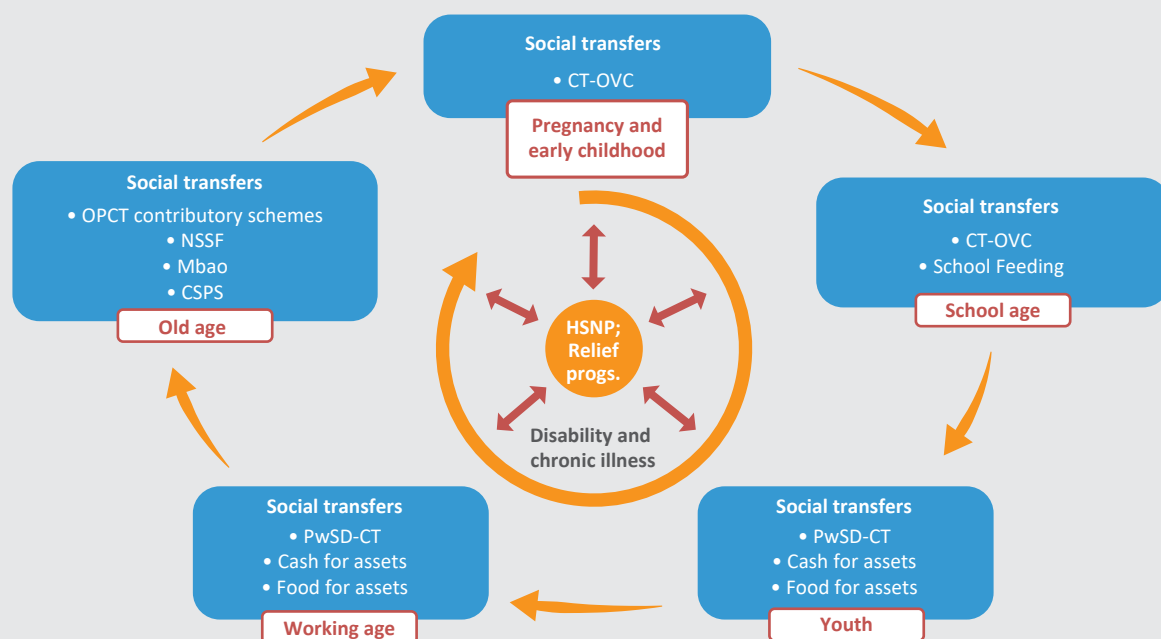 Social transfers
• CT-OVC
Pregnancy and
early childhood
Social transfers
• CT-OVC
• School Feeding
School age
Social transfers
• PwSD-CT
• Cash for assets
• Food for assets
Youth
Social transfers
• PwSD-CT
• Cash for assets
• Food for assets
Working age
Social transfers
• OPCT contributory schemes
• NSSF
• Mbao
• CSPS
Old age
HSNP;
Relief
progs.
Disability and
chronic illness